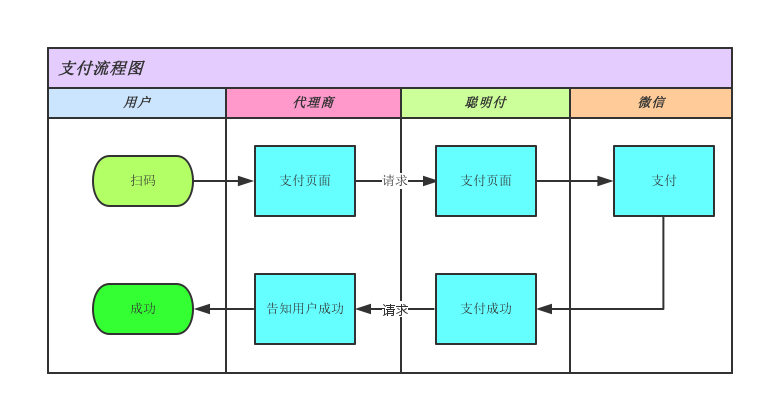 支付流程图
用户
代理商
聪明付
微信
扫码
支付页面
请求
支付页面
支付
成功
告知用户成功
请求
支付成功